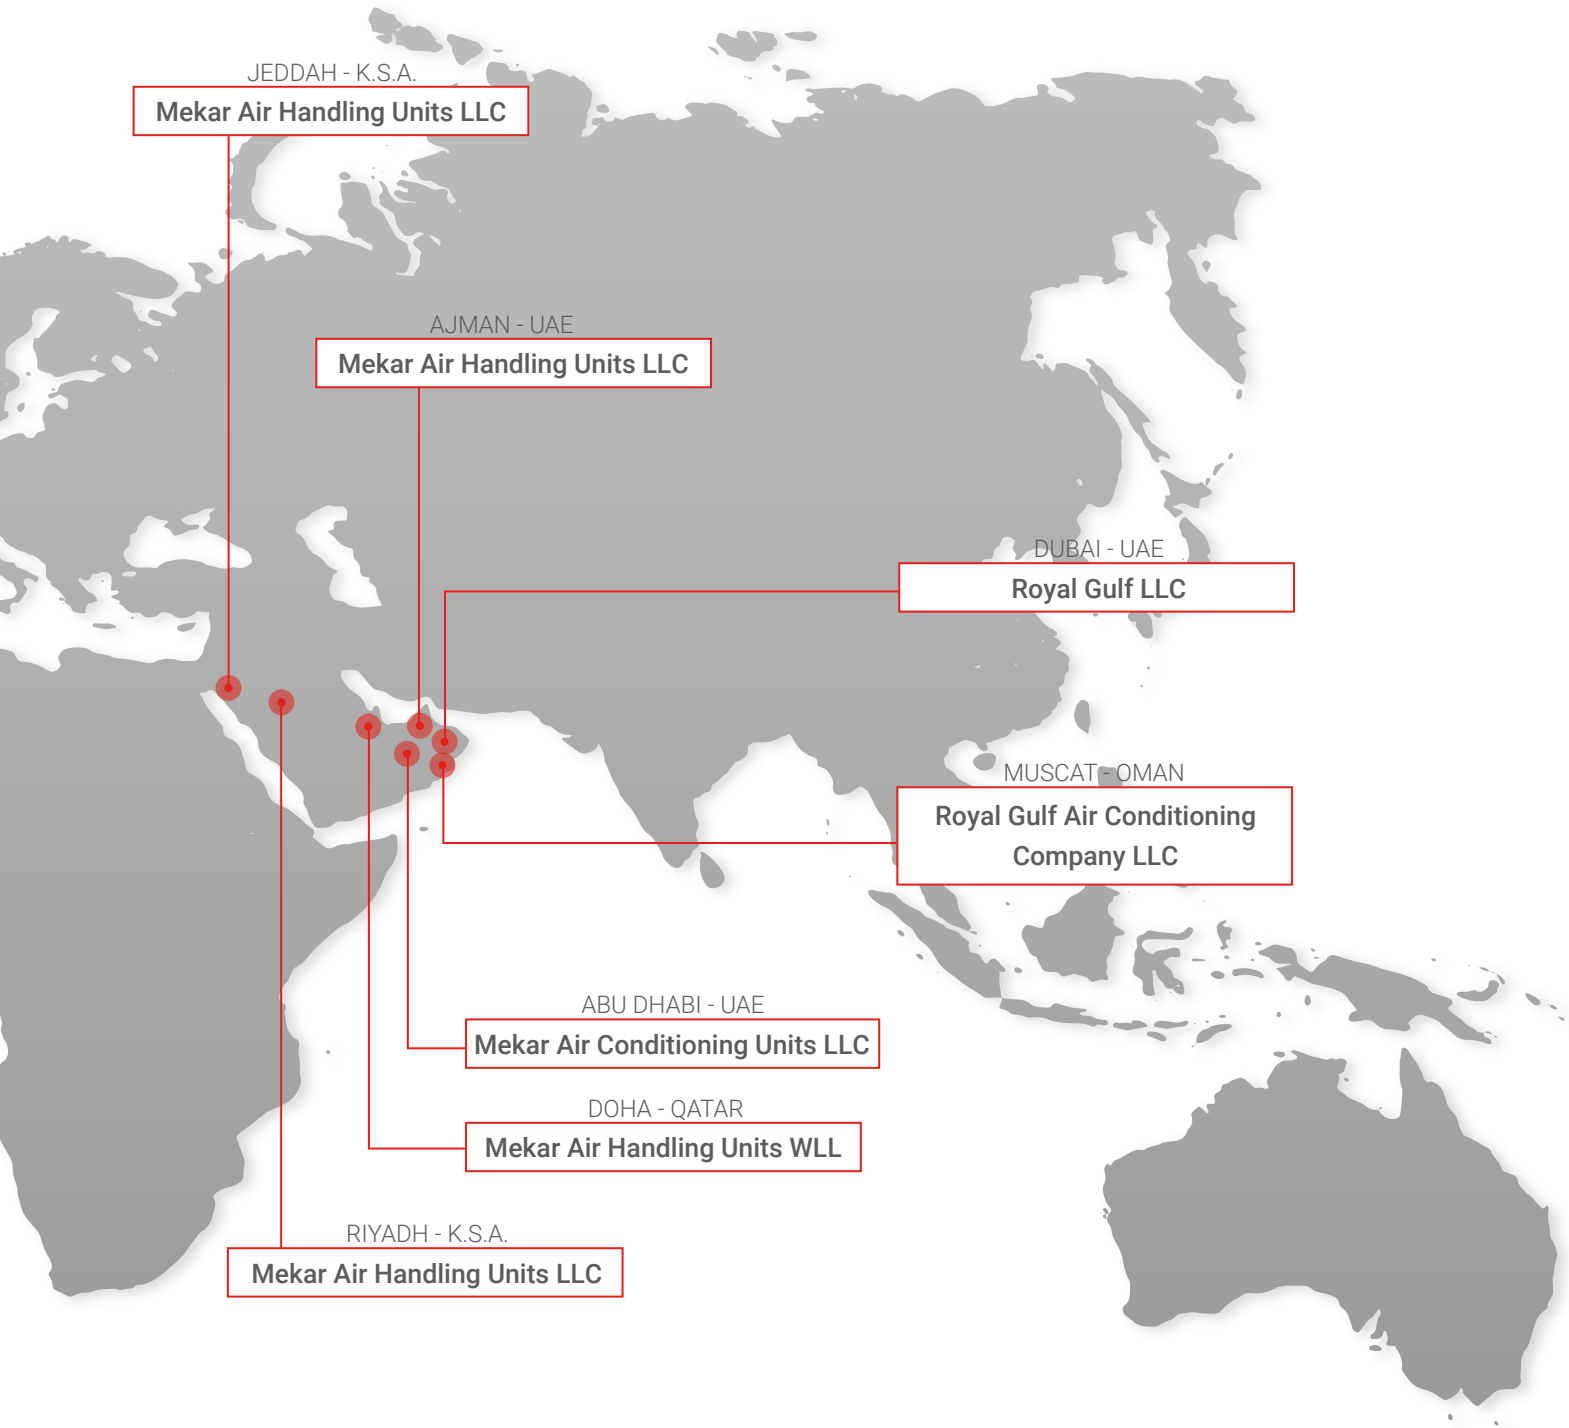 JEDDAH - K.S.A.
Mekar Air Handling Units LLC
AJMAN - UAE
Mekar Air Handling Units LLC
DUBAI - UAE
Royal Gulf LLC
MUSCAT - OMAN
Royal Gulf Air Conditioning
Company LLC
ABU DHABI - UAE
Mekar Air Conditioning Units LLC
DOHA - QATAR
Mekar Air Handling Units WLL
RIYADH - K.S.A.
Mekar Air Handling Units LLC